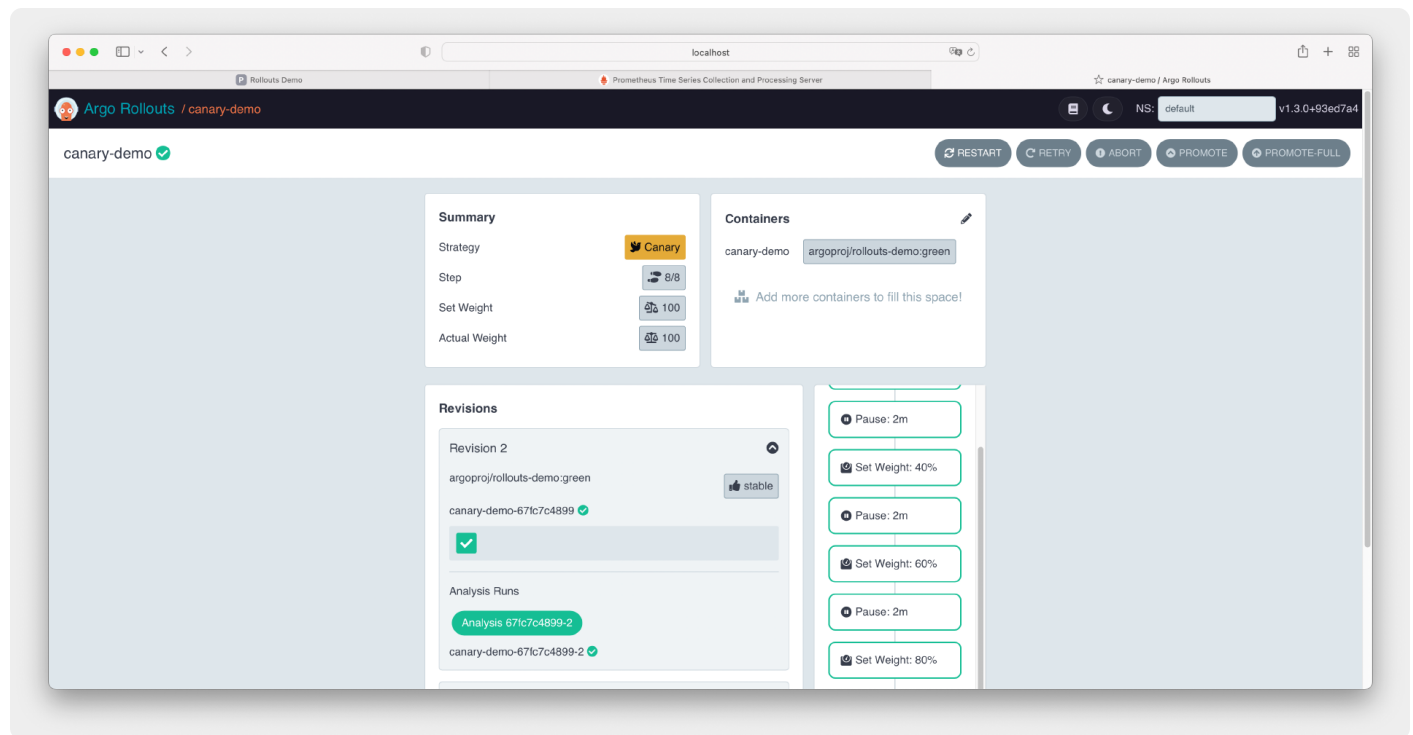 localhost
Rollouts Demo
Prometheus Time Series Collection and Processing Server
canary-demo / Argo Rollouts
Argo Rollouts / canary-demo
NS: default v1.3.0+93ed7a4
canary-demo
RESTART
RETRY
ABORT
PROMOTE
PROMOTE-FULL
Summary
Strategy Canary
Step 8/8
Set Weight 100
Actual Weight 100
Containers
canary-demo argoproj/rollouts-demo:green
Add more containers to fill this space!
Revisions
Revision 2
argoproj/rollouts-demo:green
stable
canary-demo-67fc7c4899
Analysis Runs
Analysis 67fc7c4899-2
canary-demo-67fc7c4899-2
Pause: 2m
Set Weight: 40%
Pause: 2m
Set Weight: 60%
Pause: 2m
Set Weight: 80%